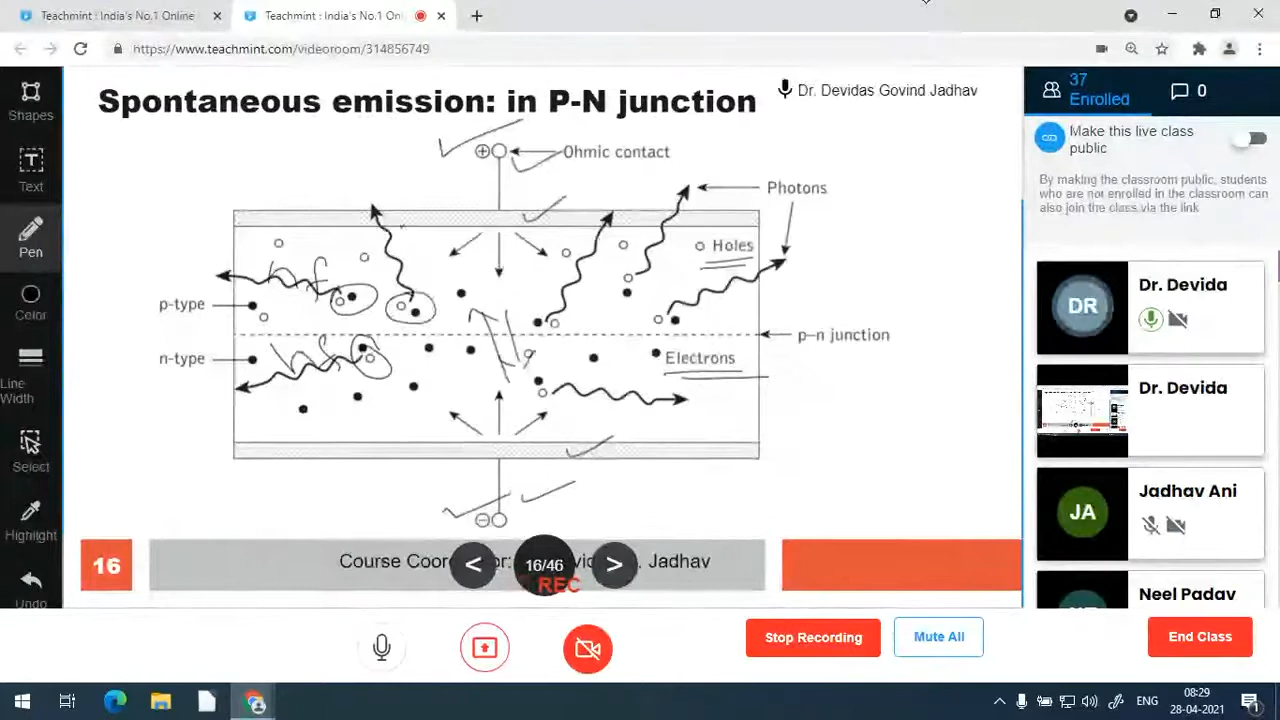 Teachmint : India's No.1 Online
Teachmint : India's No.1 Onl
https://www.teachmint.com/videoroom/314856749
Shapes
Text
Pen
Color
Line
Width
Select
Highlight
Undo
Spontaneous emission: in P-N junction
Dr. Devidas Govind Jadhav
Ohmic contact
Photons
Holes
hf
p-type
p-n junction
n-type
hf
Electrons
16
Course Coor
Jadhav
<
16/46
>
REC
37
Enrolled
0
Make this live class
public
By making the classroom public, students
who are not enrolled in the classroom can
also join the class via the link
DR
Dr. Devida
Dr. Devida
JA
Jadhav Ani
Neel Padav
Stop Recording
Mute All
End Class
ENG
08:29
28-04-2021